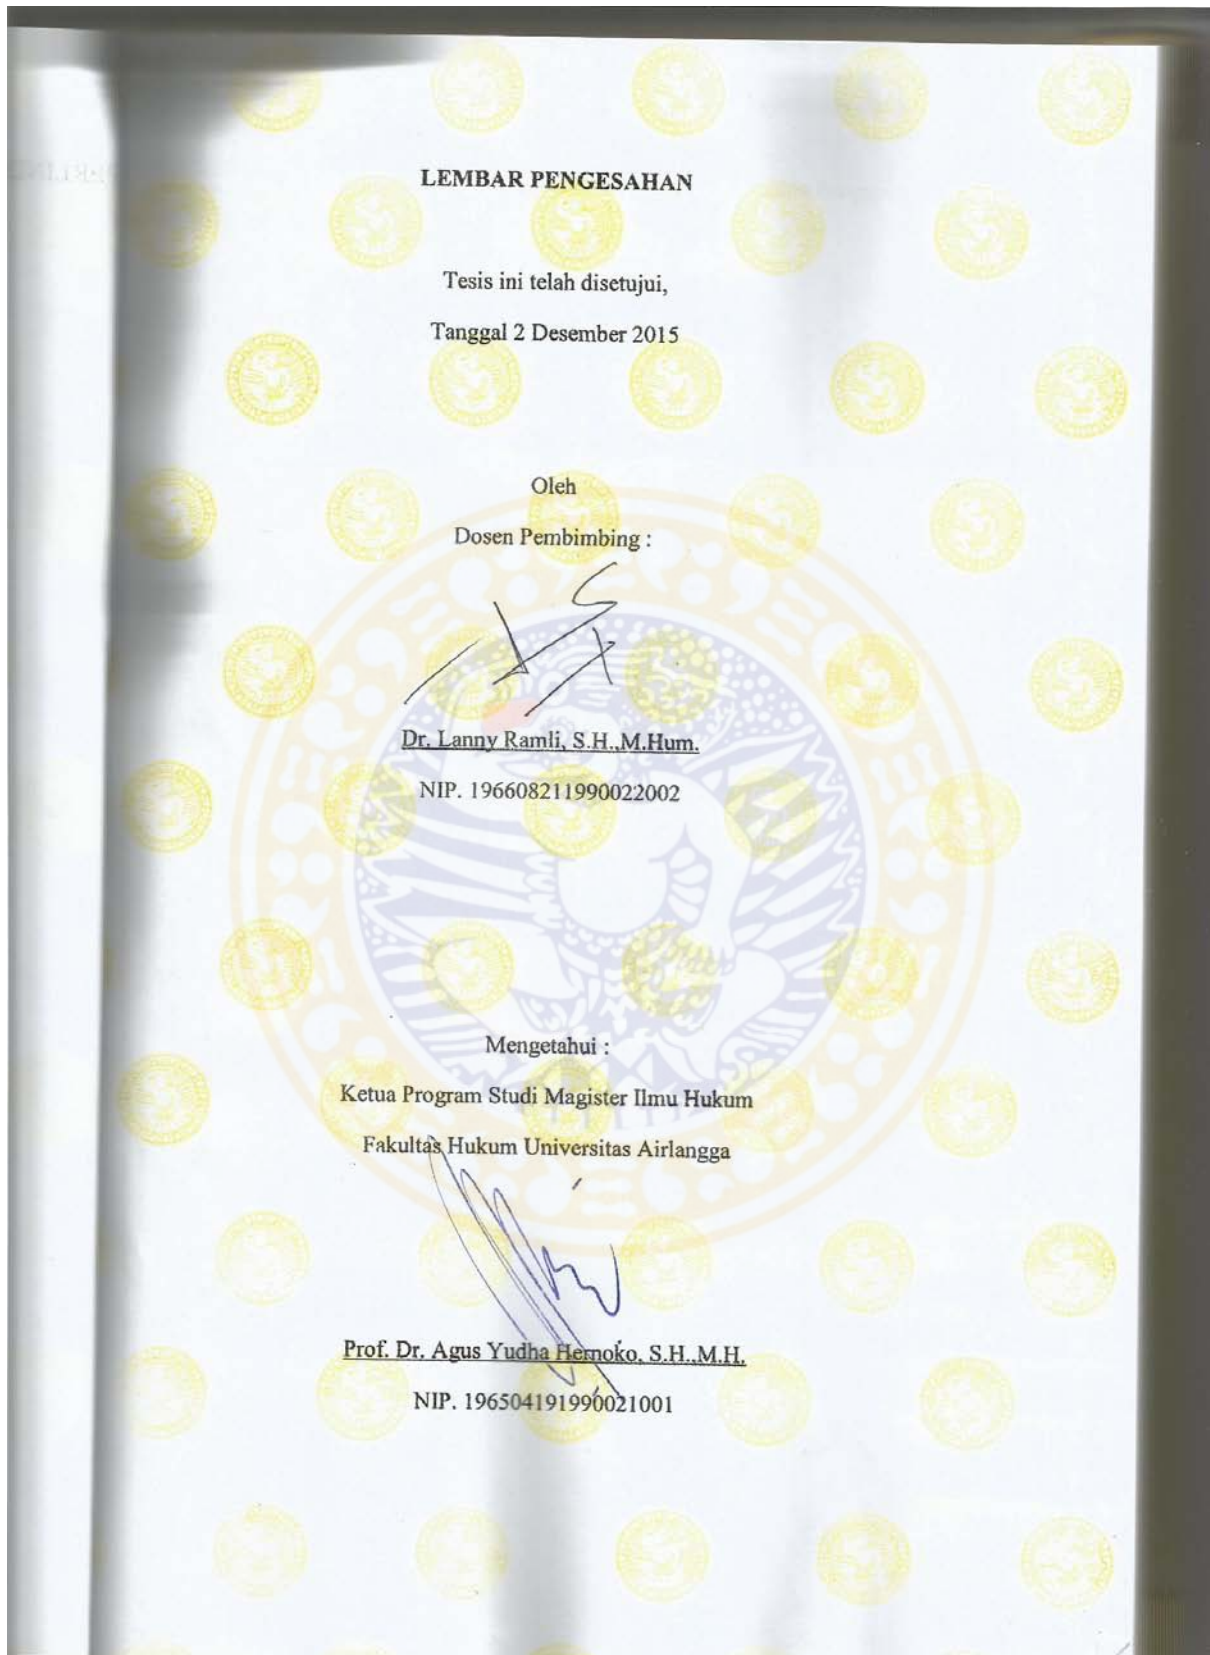 LEMBAR PENGESAHAN
Tesis ini telah disetujui,
Tanggal 2 Desember 2015
Oleh
Dosen Pembimbing :
Dr. Lanny Ramli, S.H.,M.Hum.
NIP. 196608211990022002
Mengetahui :
Ketua Program Studi Magister Ilmu Hukum
Fakultas Hukum Universitas Airlangga
Prof. Dr. Agus Yudha Hernoko, S.H.,M.H.
NIP. 196504191990021001